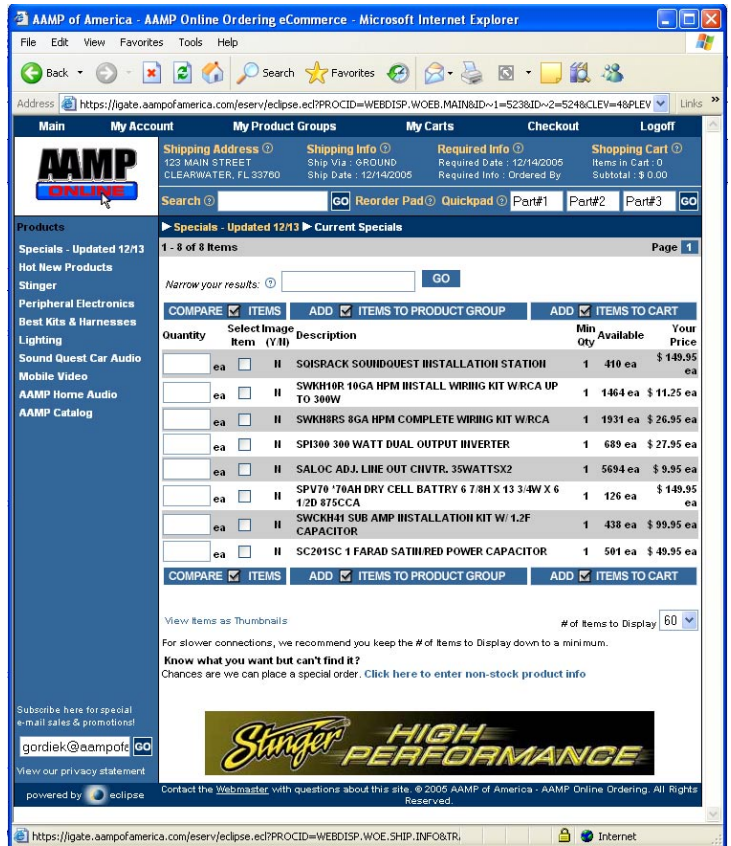 AAMP of America - AAMP Online Ordering eCommerce - Microsoft Internet Explorer
File Edit View Favorites Tools Help
Back Search Favorites
Address https://igate.aampofamerica.com/eserv/eclipse.ecl?PROCID=WEBDISP.WOEB.MAIN&ID~1=523&ID~2=524&CLEV=4&PLEV Links »
Main My Account My Product Groups My Carts Checkout Logoff
AAMP
ONLINE
Shipping Address ?
123 MAIN STREET
CLEARWATER, FL 33760
Shipping Info ?
Ship Via : GROUND
Ship Date : 12/14/2005
Required Info ?
Required Date : 12/14/2005
Required Info : Ordered By
Shopping Cart ?
Items in Cart : 0
Subtotal : $ 0.00
Search ? GO Reorder Pad ? Quickpad ? Part#1 Part#2 Part#3 GO
Products
Specials - Updated 12/13
Hot New Products
Stinger
Peripheral Electronics
Best Kits & Harnesses
Lighting
Sound Quest Car Audio
Mobile Video
AAMP Home Audio
AAMP Catalog
Specials - Updated 12/13 Current Specials
1 - 8 of 8 Items Page 1
Narrow your results: ? GO
COMPARE ITEMS ADD ITEMS TO PRODUCT GROUP ADD ITEMS TO CART
Quantity Select Item Image (Y/N) Description Min Qty Available Your Price
ea N SQISRACK SOUNDQUEST INSTALLATION STATION 1 410 ea $ 149.95 ea
ea N SWKH10R 10GA HPM INSTALL WIRING KIT W/RCA UP TO 300W 1 1464 ea $ 11.25 ea
ea N SWKH8RS 8GA HPM COMPLETE WIRING KIT W/RCA 1 1931 ea $ 26.95 ea
ea N SPI300 300 WATT DUAL OUTPUT INVERTER 1 689 ea $ 27.95 ea
ea N SALOC ADJ. LINE OUT CNVTR. 35WATTSX2 1 5694 ea $ 9.95 ea
ea N SPV70 '70AH DRY CELL BATTRY 6 7/8H X 13 3/4W X 6 1/2D 875CCA 1 126 ea $ 149.95 ea
ea N SWCKH41 SUB AMP INSTALLATION KIT W/ 1.2F CAPACITOR 1 438 ea $ 99.95 ea
ea N SC201SC 1 FARAD SATIN/RED POWER CAPACITOR 1 501 ea $ 49.95 ea
COMPARE ITEMS ADD ITEMS TO PRODUCT GROUP ADD ITEMS TO CART
View Items as Thumbnails # of Items to Display 60
For slower connections, we recommend you keep the # of Items to Display down to a minimum.
Know what you want but can't find it?
Chances are we can place a special order. Click here to enter non-stock product info
Subscribe here for special
e-mail sales & promotions!
gordiek@aampofa GO
View our privacy statement
powered by eclipse
Stinger HIGH PERFORMANCE
Contact the Webmaster with questions about this site. © 2005 AAMP of America - AAMP Online Ordering. All Rights
Reserved.
https://igate.aampofamerica.com/eserv/eclipse.ecl?PROCID=WEBDISP.WOE.SHIP.INFO&TR, Internet